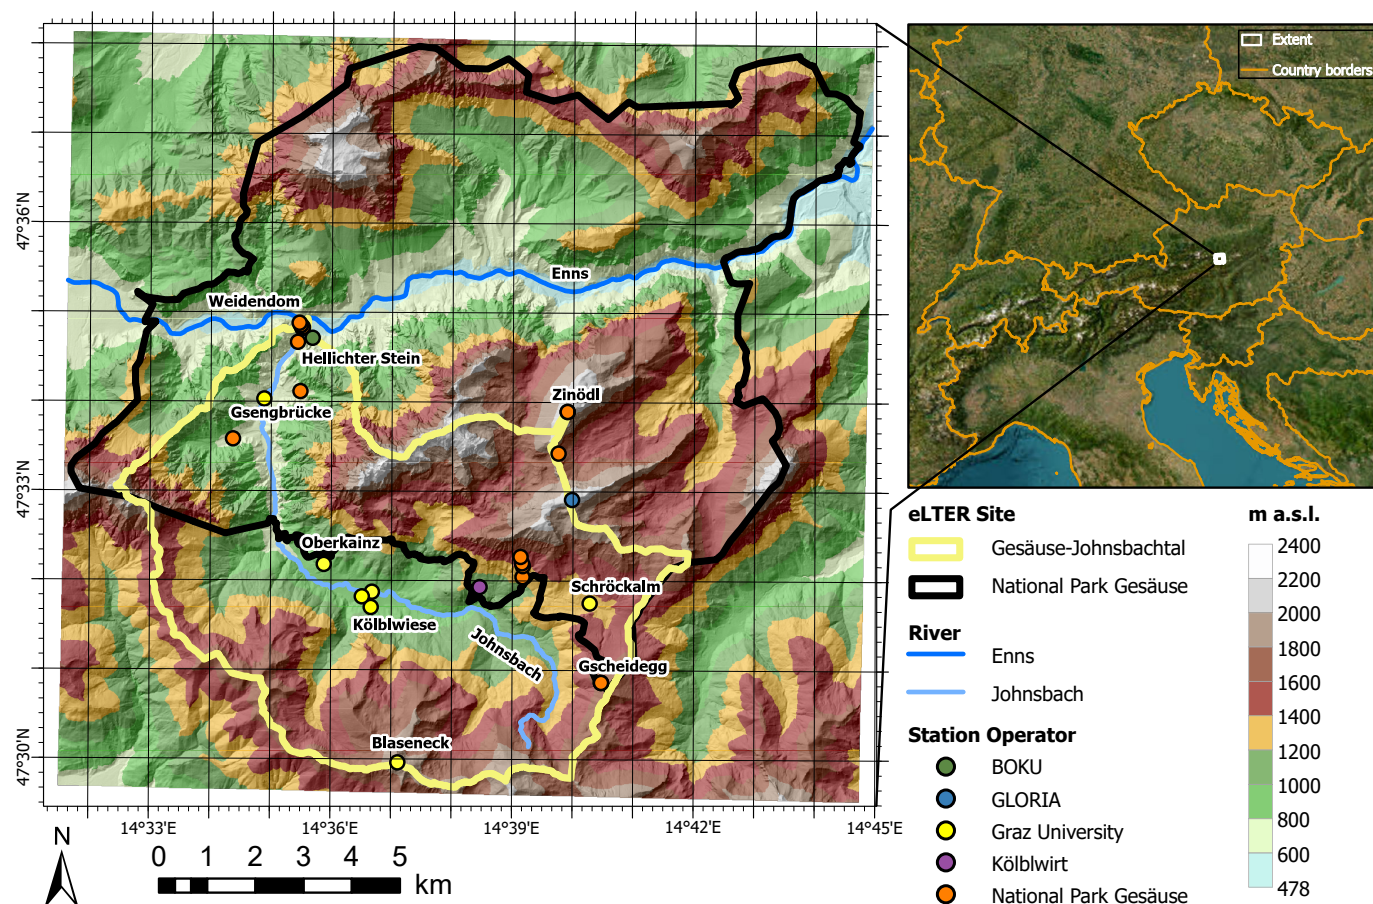 Extent
Country borders
47°36'N
47°33'N
47°30'N
Enns
Weidendom
Hellichter Stein
Gsengbrücke
Zinödl
Oberkainz
Schröckalm
Kölblwiese
Johnsbach
Gscheidegg
Blaseneck
14°33'E
14°36'E
14°39'E
14°42'E
14°45'E
N
0 1 2 3 4 5
km
eLTER Site
Gesäuse-Johnsbachtal
National Park Gesäuse
River
Enns
Johnsbach
Station Operator
BOKU
GLORIA
Graz University
Kölblwirt
National Park Gesäuse
m a.s.l.
2400
2200
2000
1800
1600
1400
1200
1000
800
600
478